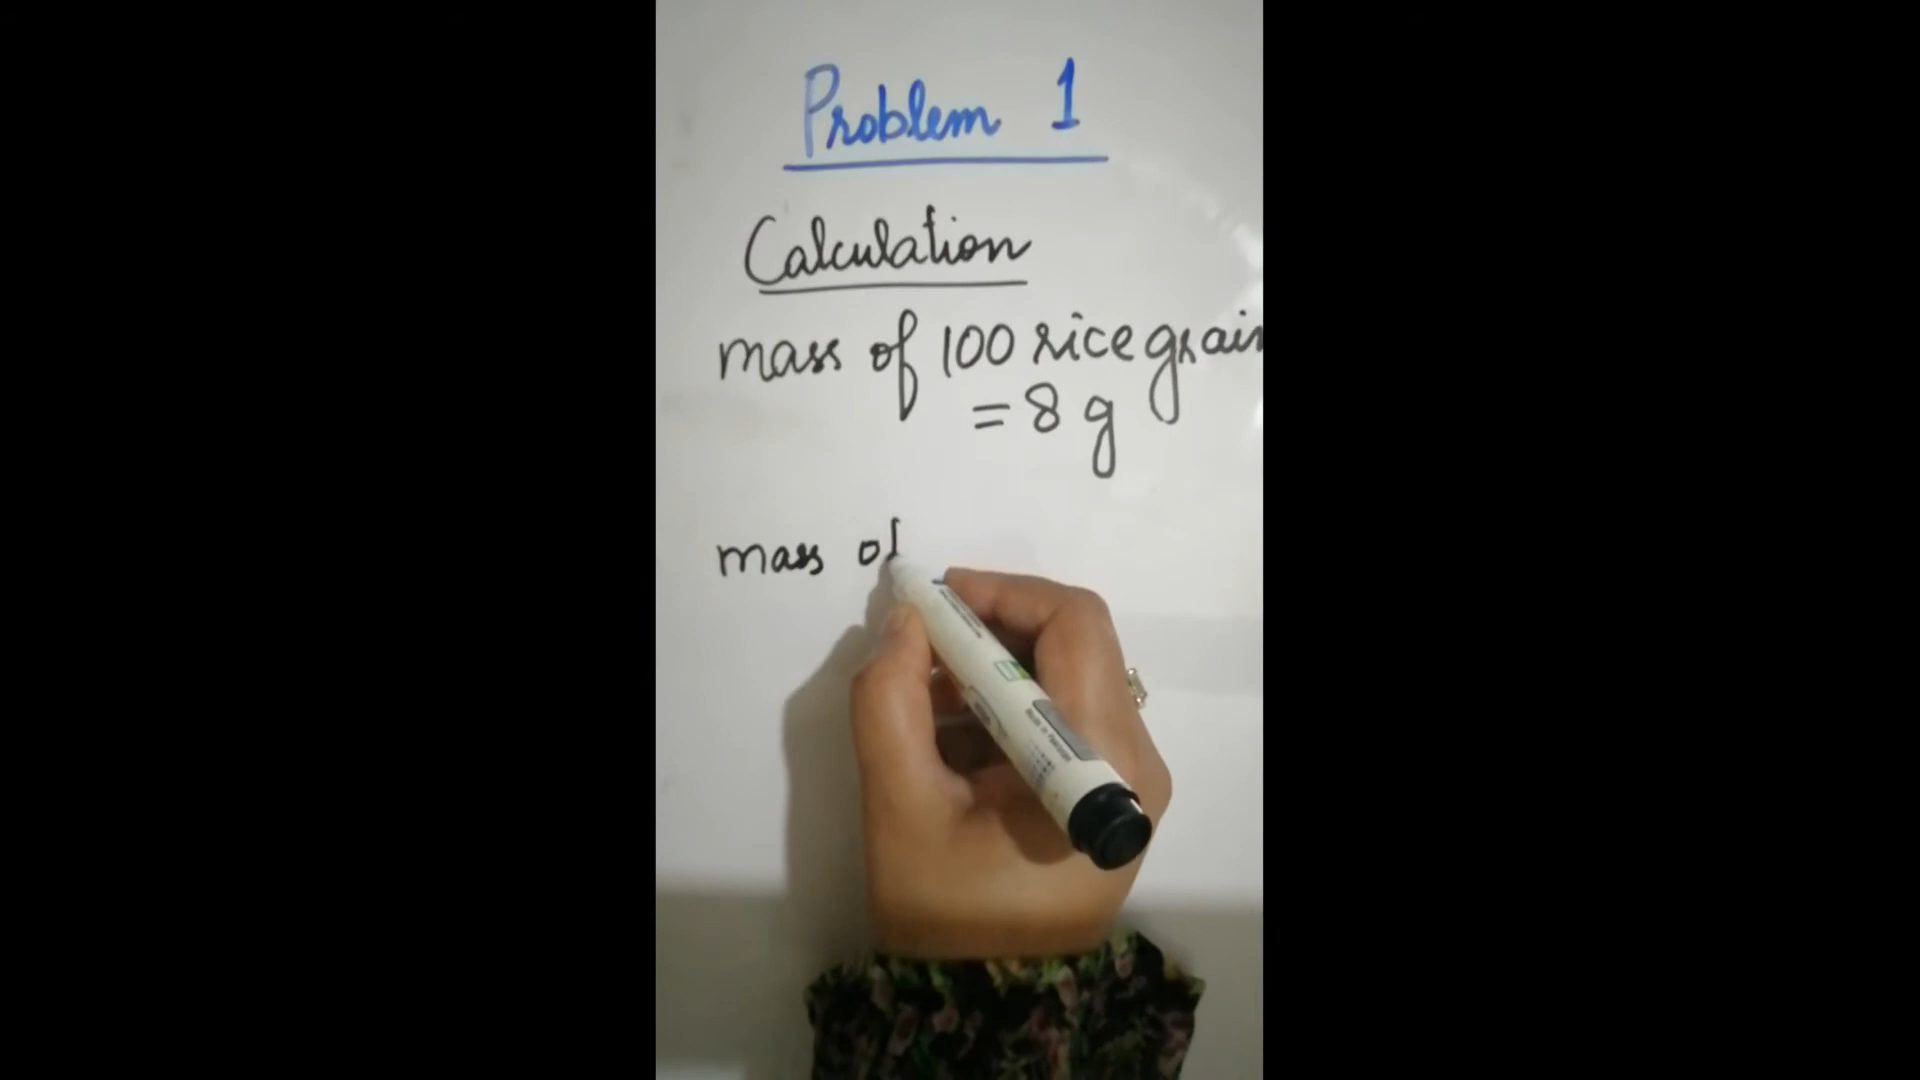 Problem 1
Calculation
mass of 100 rice grain
= 8 g
mass of